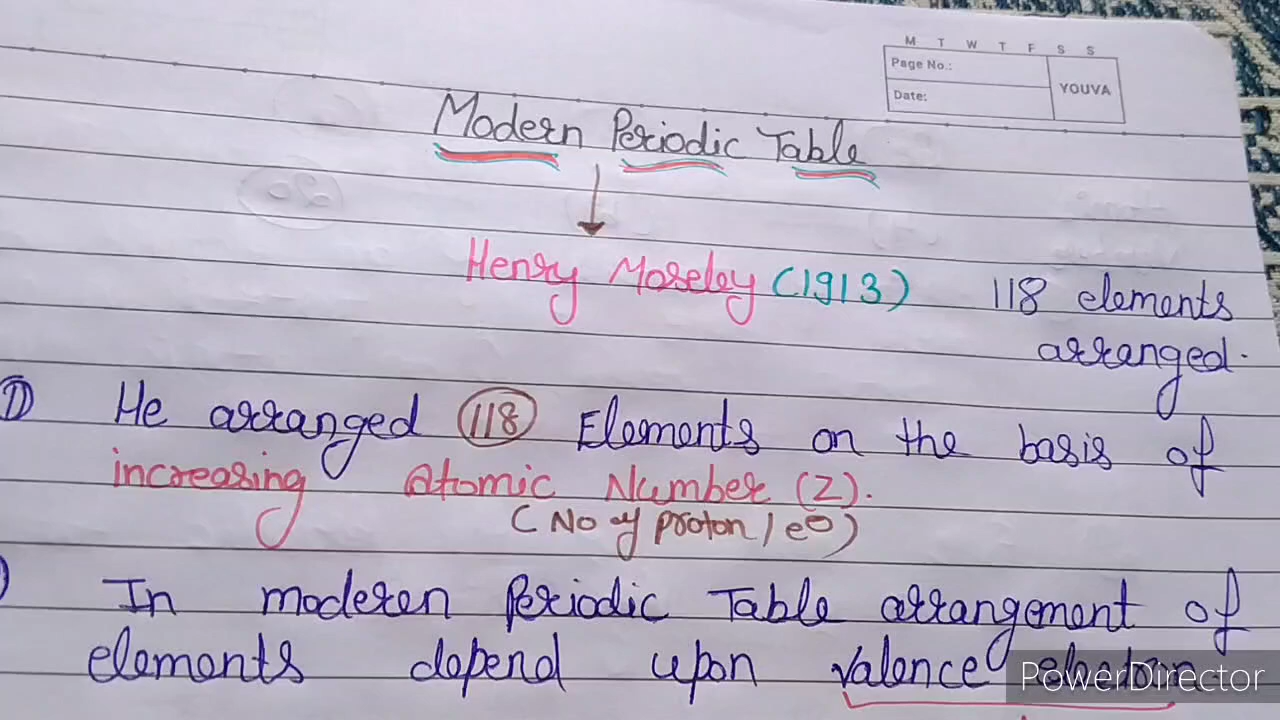 M T W T F S S
Page No.:
Date:
YOUVA
Modern Periodic Table
Henry Moseley (1913) 118 elements
arranged.
1) He arranged 118 Elements on the basis of
increasing Atomic Number (Z).
(No of proton / e⊖)
) In moderen Periodic Table arrangement of
elements depend upon valence electorn
PowerDirector